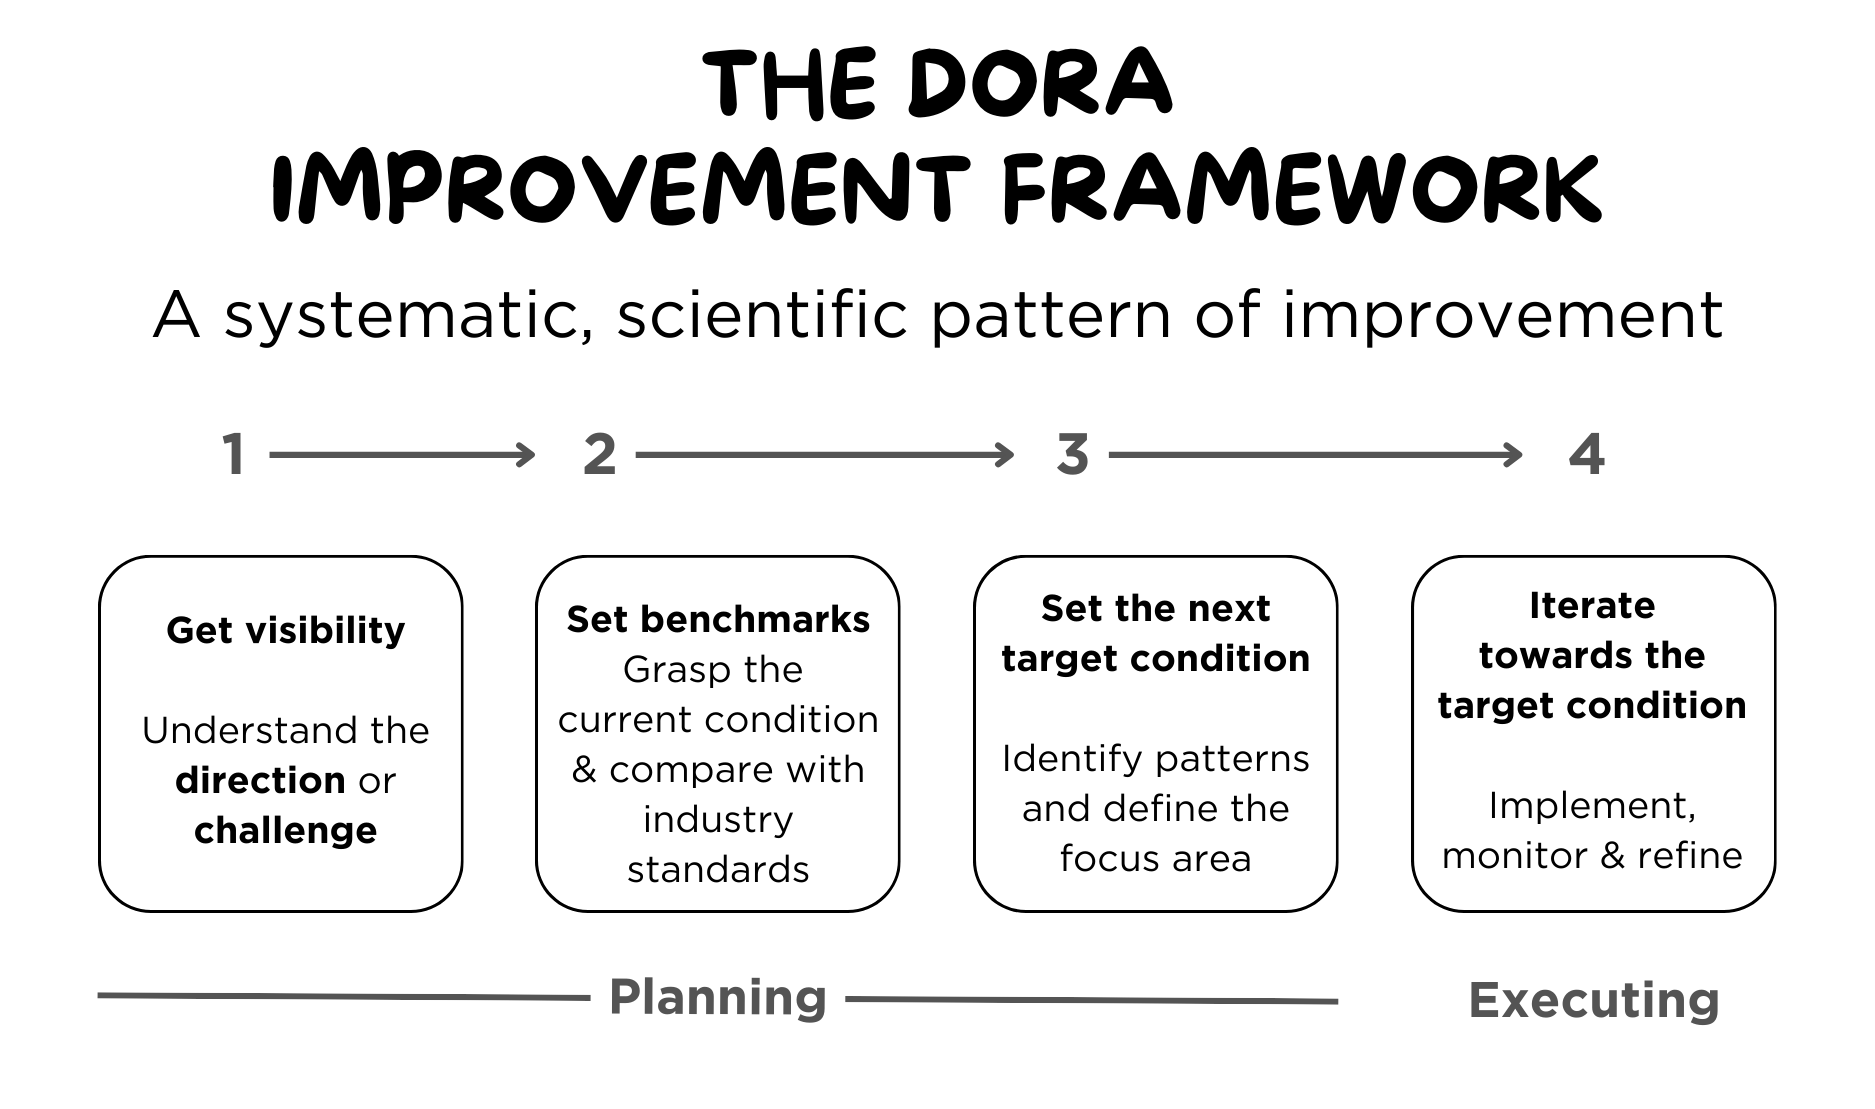 THE DORA
IMPROVEMENT FRAMEWORK
A systematic, scientific pattern of improvement
1
2
3
4
Get visibility
Understand the
direction or
challenge
Set benchmarks
Grasp the
current condition
& compare with
industry
standards
Set the next
target condition
Identify patterns
and define the
focus area
Iterate
towards the
target condition
Implement,
monitor & refine
Planning
Executing